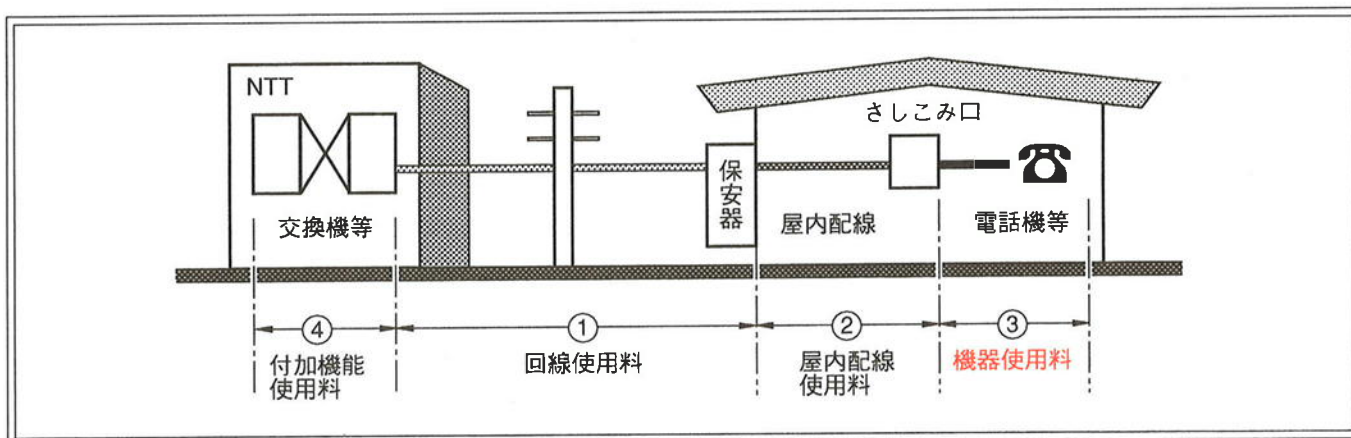 NTT
さしこみ口
保安器
交換機等
屋内配線
電話機等
④
①
②
③
付加機能
使用料
回線使用料
屋内配線
使用料
機器使用料